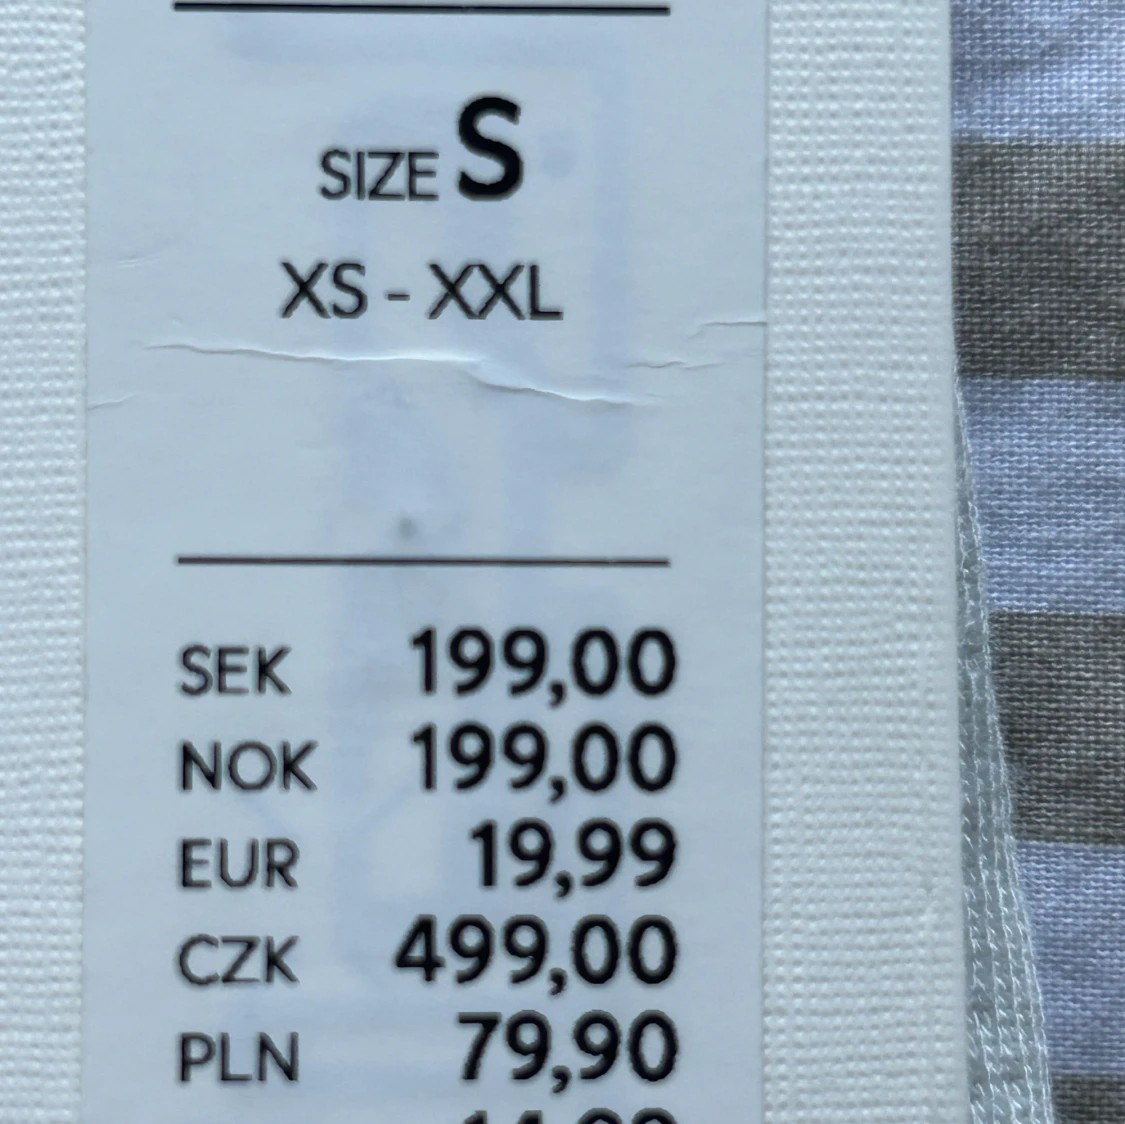 SIZE S
XS - XXL
SEK 199,00
NOK 199,00
EUR 19,99
CZK 499,00
PLN 79,90